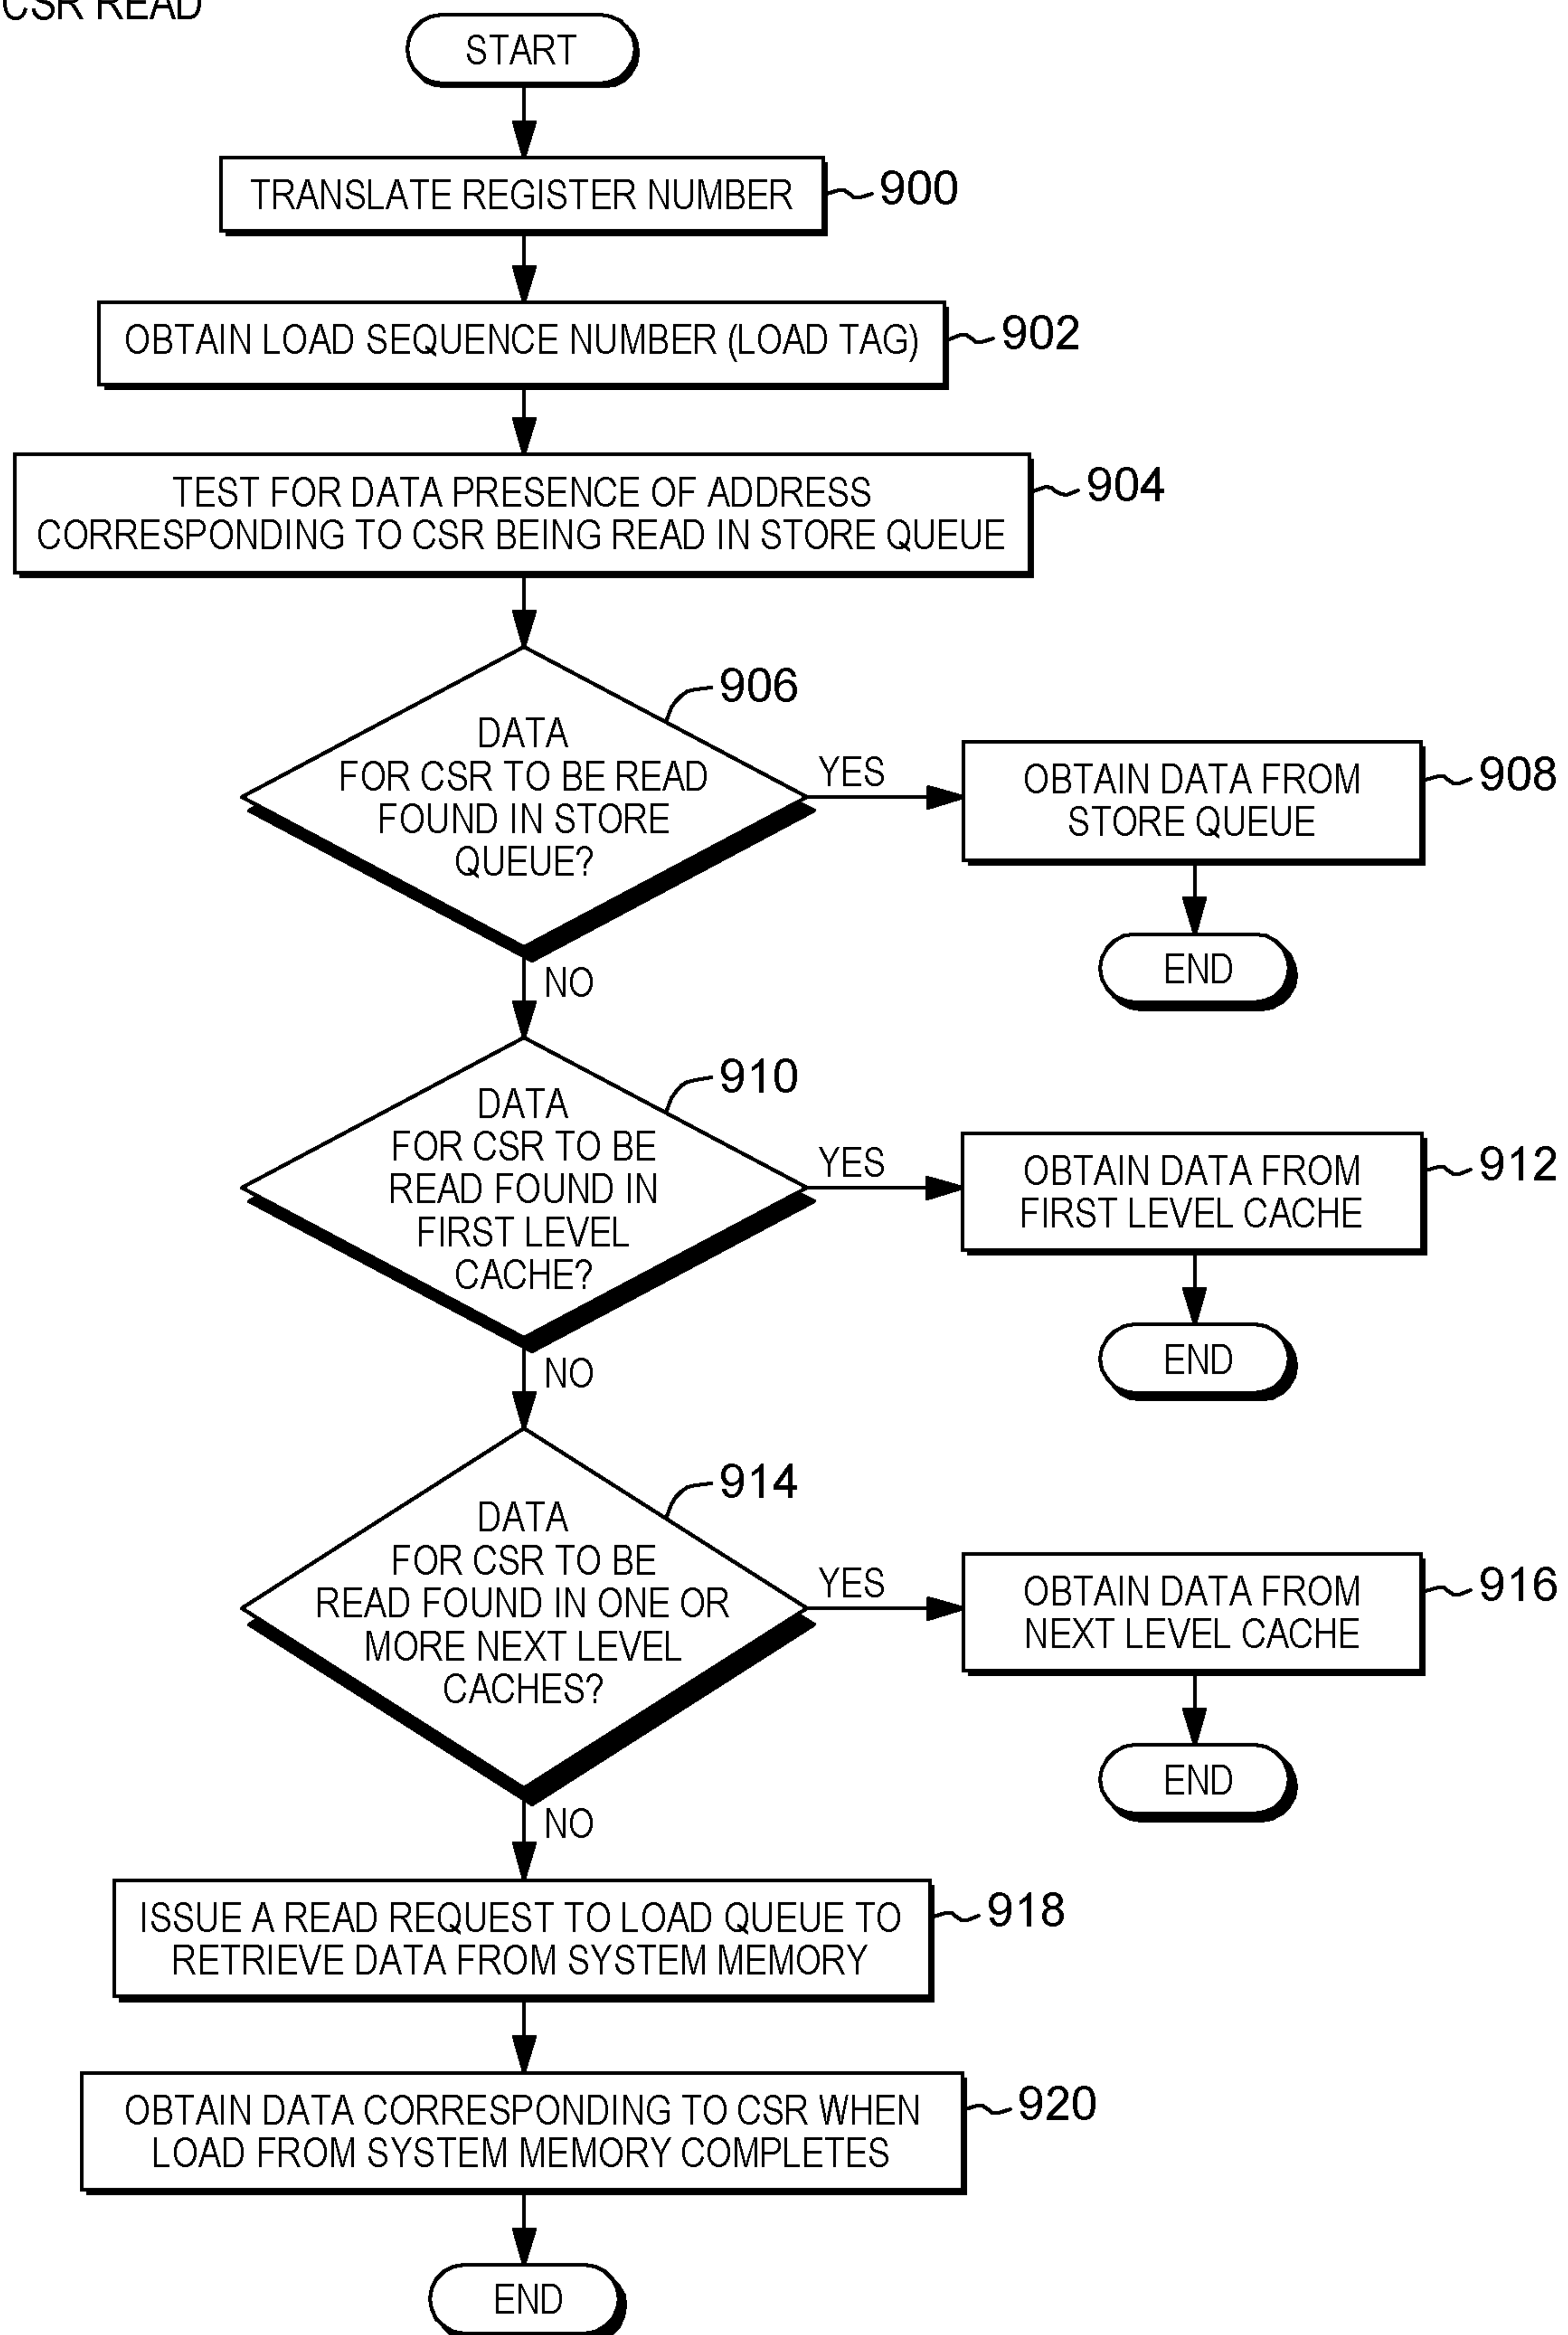 CSR READ
START
TRANSLATE REGISTER NUMBER
900
OBTAIN LOAD SEQUENCE NUMBER (LOAD TAG)
902
TEST FOR DATA PRESENCE OF ADDRESS
CORRESPONDING TO CSR BEING READ IN STORE QUEUE
904
DATA
FOR CSR TO BE READ
FOUND IN STORE
QUEUE?
906
YES
OBTAIN DATA FROM
STORE QUEUE
908
END
NO
DATA
FOR CSR TO BE
READ FOUND IN
FIRST LEVEL
CACHE?
910
YES
OBTAIN DATA FROM
FIRST LEVEL CACHE
912
END
NO
DATA
FOR CSR TO BE
READ FOUND IN ONE OR
MORE NEXT LEVEL
CACHES?
914
YES
OBTAIN DATA FROM
NEXT LEVEL CACHE
916
END
NO
ISSUE A READ REQUEST TO LOAD QUEUE TO
RETRIEVE DATA FROM SYSTEM MEMORY
918
OBTAIN DATA CORRESPONDING TO CSR WHEN
LOAD FROM SYSTEM MEMORY COMPLETES
920
END